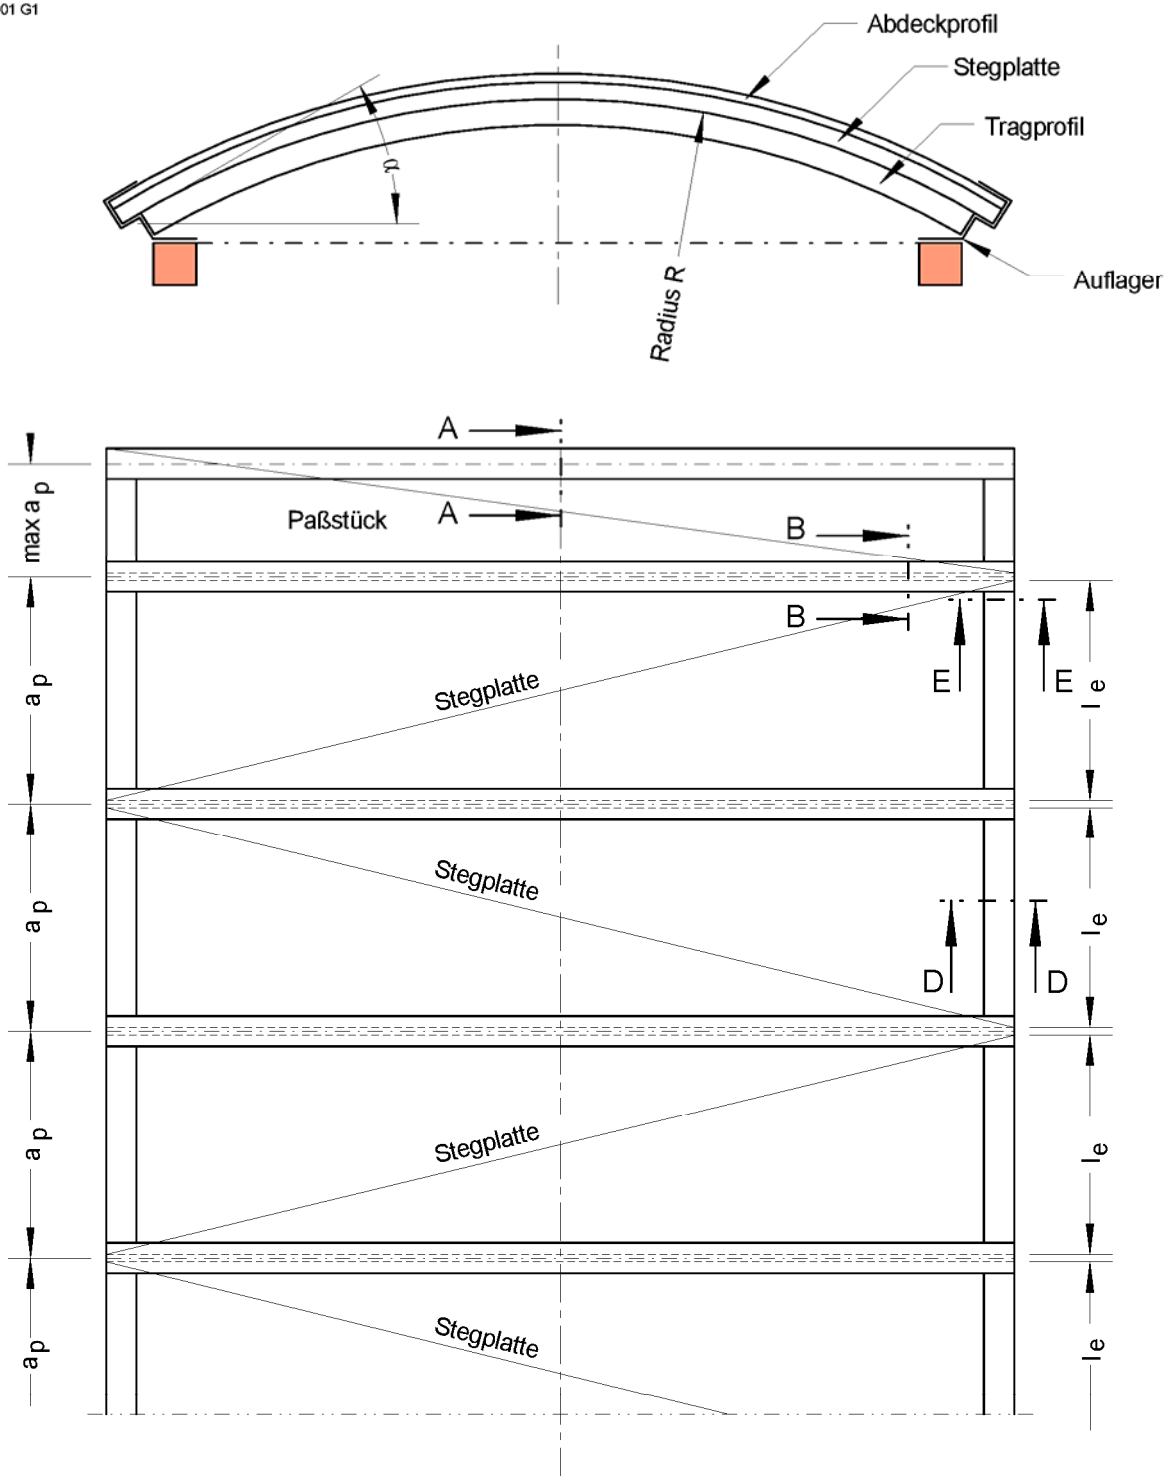 01 G1
Abdeckprofil
Stegplatte
Tragprofil
α
Radius R
Auflager
A
max a p
Paßstück
A
B
B
E
E
a p
Stegplatte
l e
Stegplatte
a p
l e
D
D
a p
Stegplatte
l e
Stegplatte
a p
l e